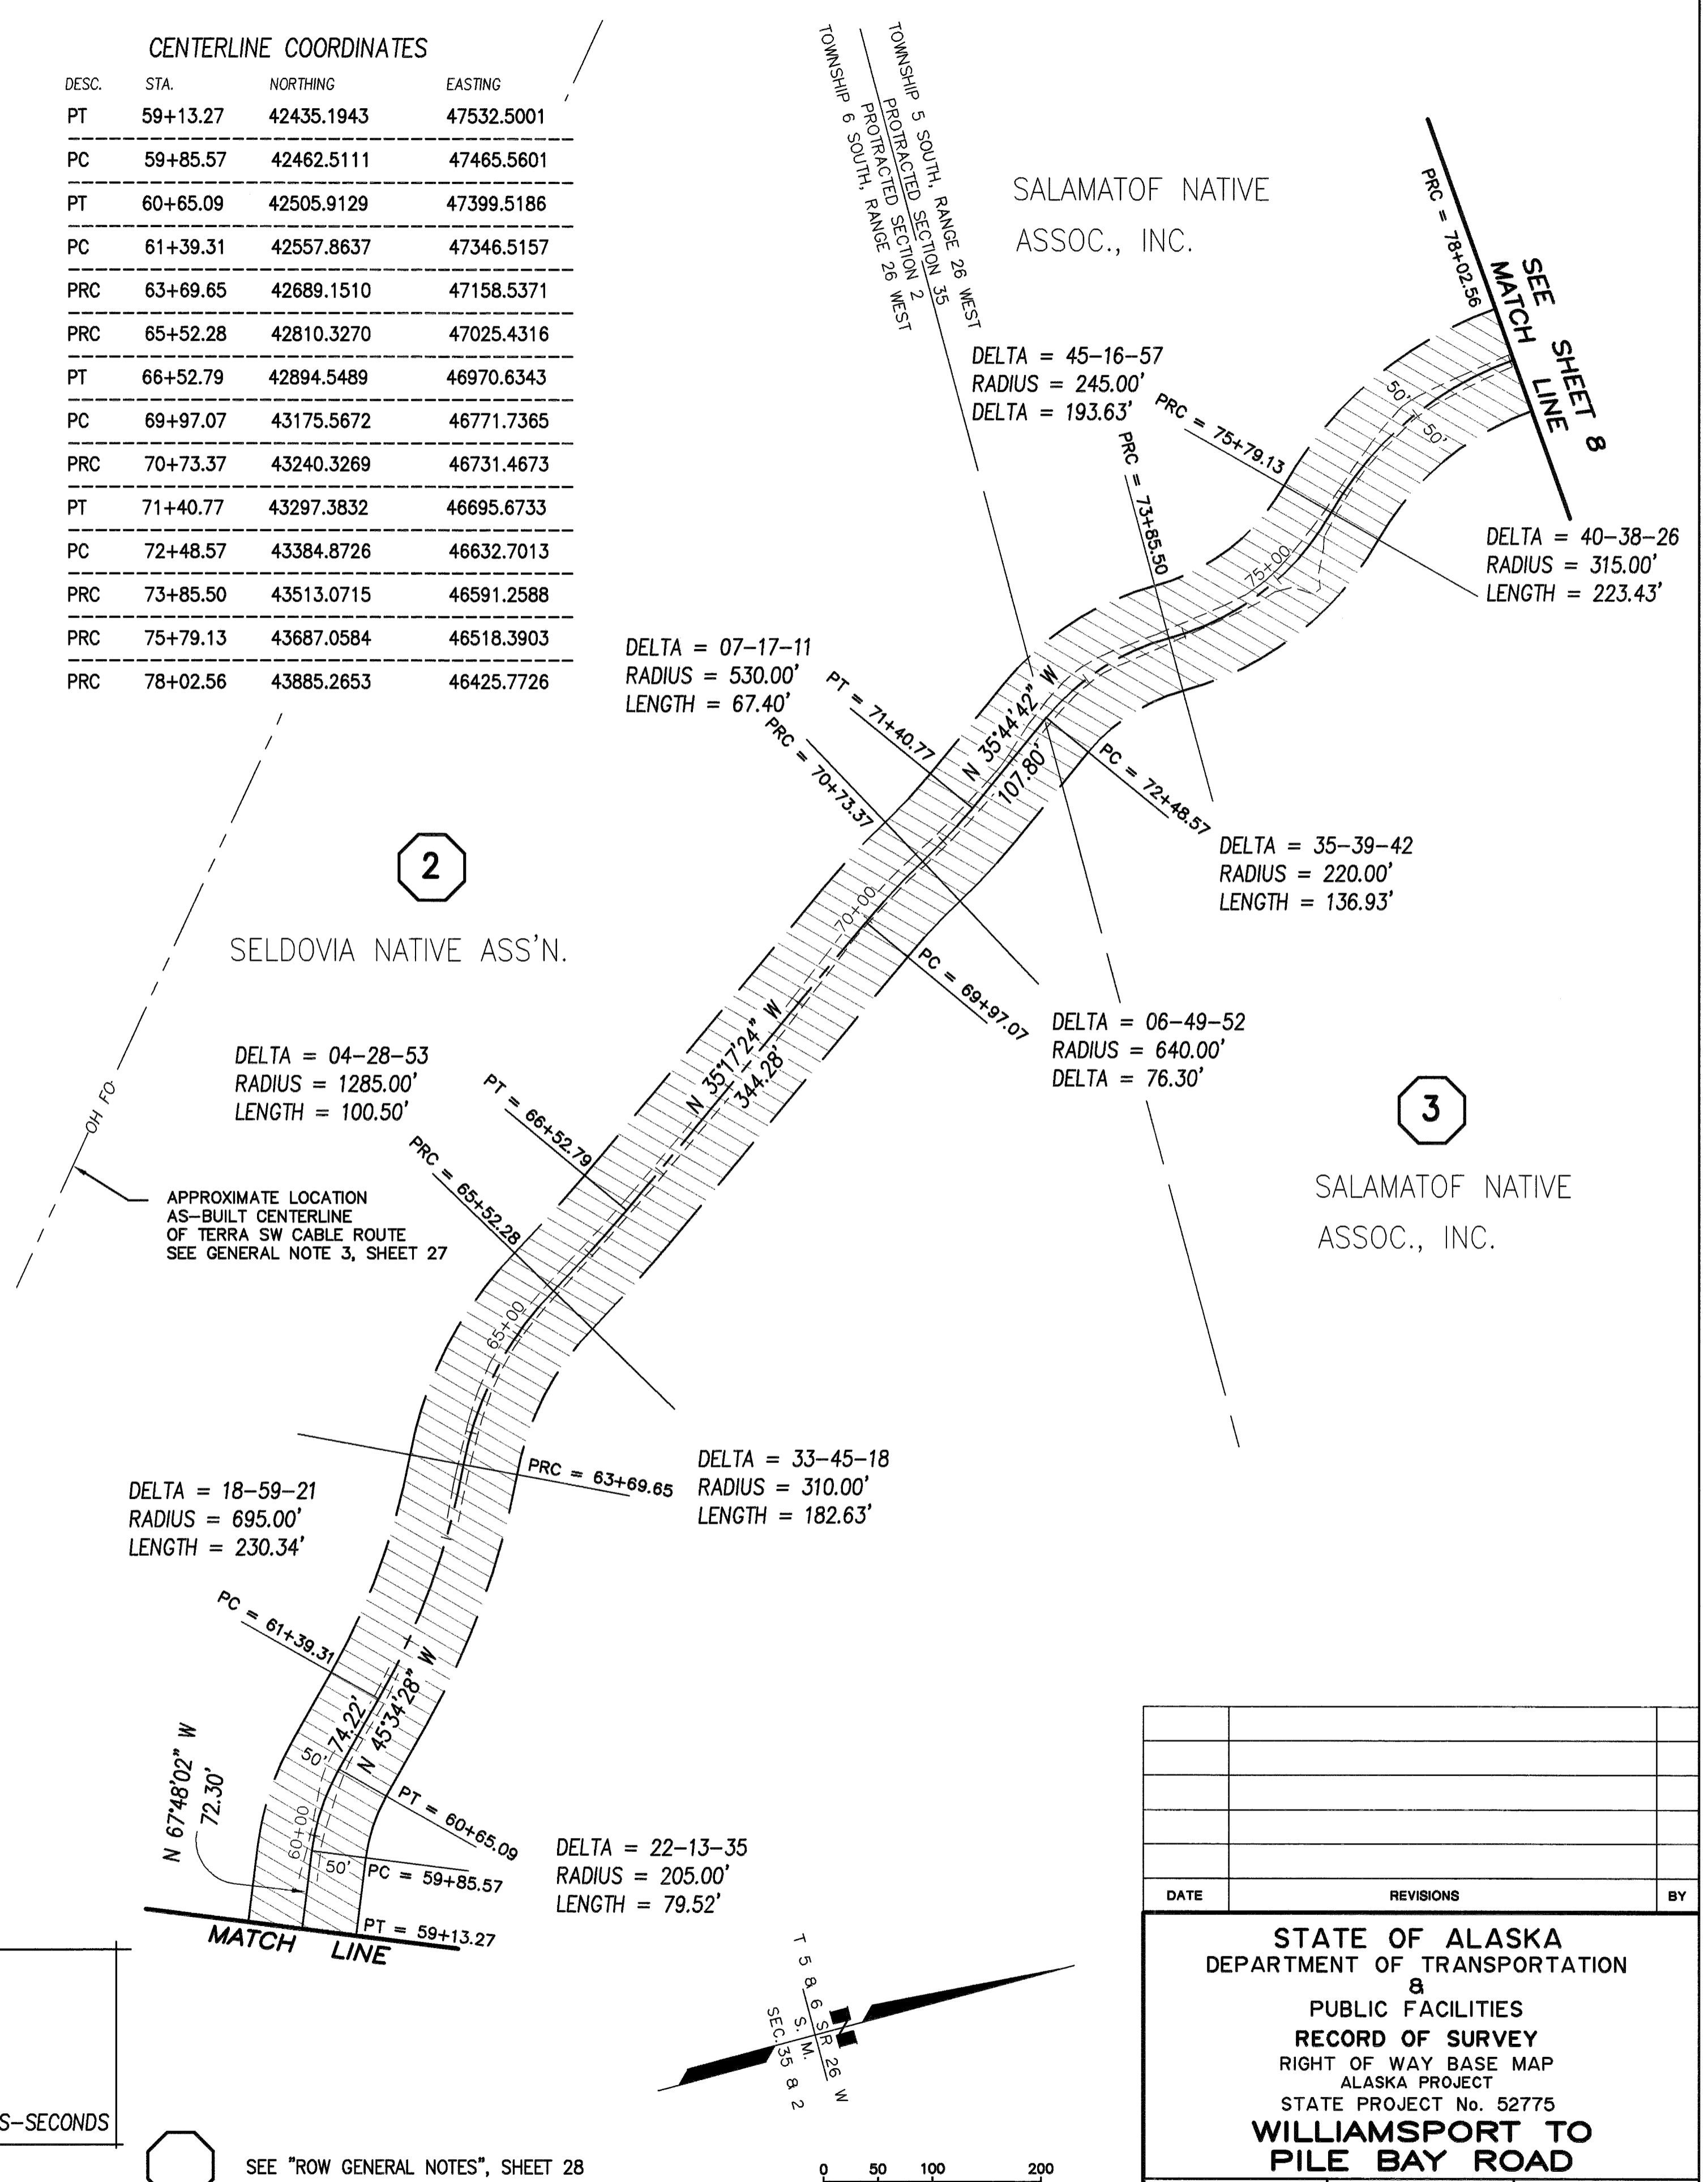 CENTERLINE COORDINATES
DESC. STA. NORTHING EASTING
PT 59+13.27 42435.1943 47532.5001
PC 59+85.57 42462.5111 47465.5601
PT 60+65.09 42505.9129 47399.5186
PC 61+39.31 42557.8637 47346.5157
PRC 63+69.65 42689.1510 47158.5371
PRC 65+52.28 42810.3270 47025.4316
PT 66+52.79 42894.5489 46970.6343
PC 69+97.07 43175.5672 46771.7365
PRC 70+73.37 43240.3269 46731.4673
PT 71+40.77 43297.3832 46695.6733
PC 72+48.57 43384.8726 46632.7013
PRC 73+85.50 43513.0715 46591.2588
PRC 75+79.13 43687.0584 46518.3903
PRC 78+02.56 43885.2653 46425.7726
TOWNSHIP 5 SOUTH, RANGE 26 WEST
PROTRACTED SECTION 35
PROTRACTED SECTION 2
TOWNSHIP 6 SOUTH, RANGE 26 WEST
SALAMATOF NATIVE
ASSOC., INC.
PRC = 78+02.56
SEE SHEET 8
MATCH LINE
DELTA = 45-16-57
RADIUS = 245.00'
DELTA = 193.63'
PRC = 75+79.13
PRC = 73+85.50
50'
50'
75+00
DELTA = 40-38-26
RADIUS = 315.00'
LENGTH = 223.43'
DELTA = 07-17-11
RADIUS = 530.00'
LENGTH = 67.40'
PT = 71+40.77
PRC = 70+73.37
N 35°44'42" W
107.80'
PC = 72+48.57
DELTA = 35-39-42
RADIUS = 220.00'
LENGTH = 136.93'
2
SELDOVIA NATIVE ASS'N.
70+00
PC = 69+97.07
DELTA = 06-49-52
RADIUS = 640.00'
DELTA = 76.30'
N 35°17'24" W
344.28'
DELTA = 04-28-53
RADIUS = 1285.00'
LENGTH = 100.50'
PT = 66+52.79
PRC = 65+52.28
OH FO
3
SALAMATOF NATIVE
ASSOC., INC.
APPROXIMATE LOCATION
AS-BUILT CENTERLINE
OF TERRA SW CABLE ROUTE
SEE GENERAL NOTE 3, SHEET 27
65+00
PRC = 63+69.65
DELTA = 33-45-18
RADIUS = 310.00'
LENGTH = 182.63'
DELTA = 18-59-21
RADIUS = 695.00'
LENGTH = 230.34'
PC = 61+39.31
74.22'
N 45°34'28" W
50'
N 67°48'02" W
72.30'
60+00
50'
PT = 60+65.09
PC = 59+85.57
DELTA = 22-13-35
RADIUS = 205.00'
LENGTH = 79.52'
PT = 59+13.27
MATCH LINE
DATE REVISIONS BY
STATE OF ALASKA
DEPARTMENT OF TRANSPORTATION
&
PUBLIC FACILITIES
RECORD OF SURVEY
RIGHT OF WAY BASE MAP
ALASKA PROJECT
STATE PROJECT No. 52775
WILLIAMSPORT TO
PILE BAY ROAD
T 5 & 6 S R 26 W
S. M.
SEC. 35 & 2
N
S-SECONDS
SEE "ROW GENERAL NOTES", SHEET 28
0 50 100 200